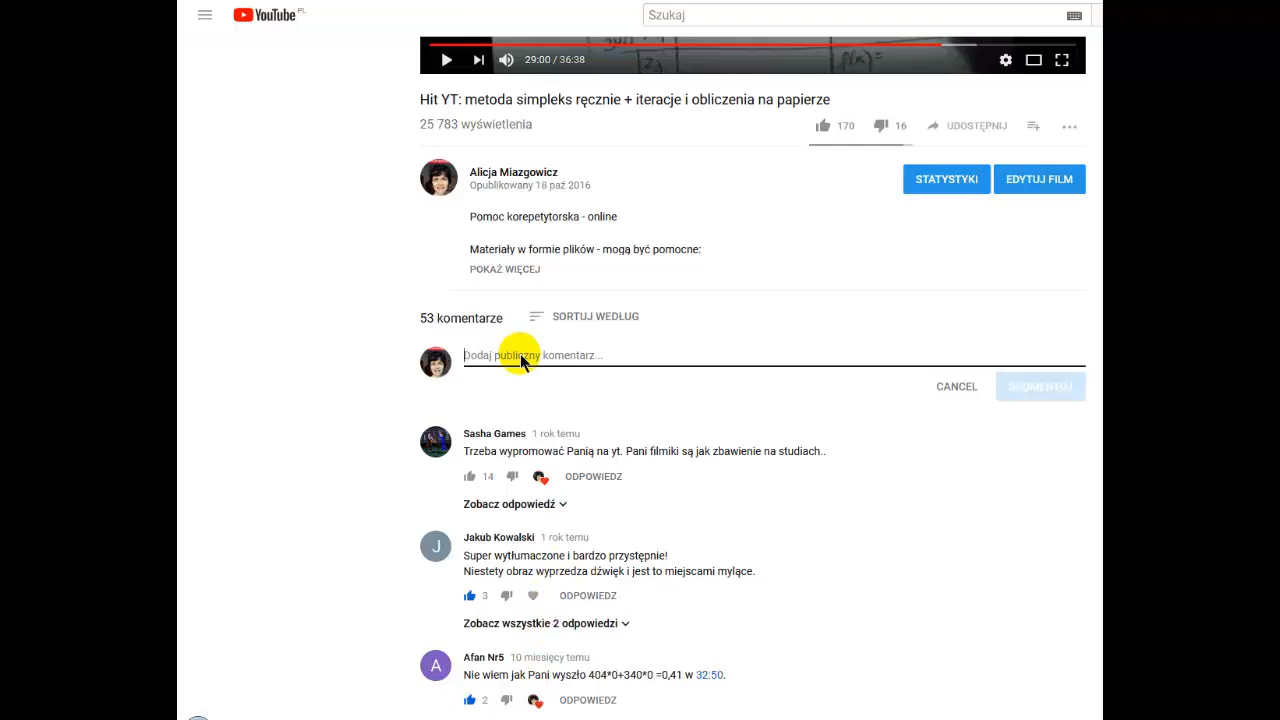 YouTube PL
Szukaj
29:00 / 36:38
Hit YT: metoda simpleks ręcznie + iteracje i obliczenia na papierze
25 783 wyświetlenia
170
16
UDOSTĘPNIJ
Alicja Miazgowicz
Opublikowany 18 paź 2016
STATYSTYKI
EDYTUJ FILM
Pomoc korepetytorska - online
Materiały w formie plików - mogą być pomocne:
POKAŻ WIĘCEJ
53 komentarze
SORTUJ WEDŁUG
Dodaj publiczny komentarz...
CANCEL
SKOMENTUJ
Sasha Games 1 rok temu
Trzeba wypromować Panią na yt. Pani filmiki są jak zbawienie na studiach..
14
ODPOWIEDZ
Zobacz odpowiedź
J
Jakub Kowalski 1 rok temu
Super wytłumaczone i bardzo przystępnie!
Niestety obraz wyprzedza dźwięk i jest to miejscami mylące.
3
ODPOWIEDZ
Zobacz wszystkie 2 odpowiedzi
A
Afan Nr5 10 miesięcy temu
Nie wiem jak Pani wyszło 404*0+340*0 =0,41 w 32:50.
2
ODPOWIEDZ